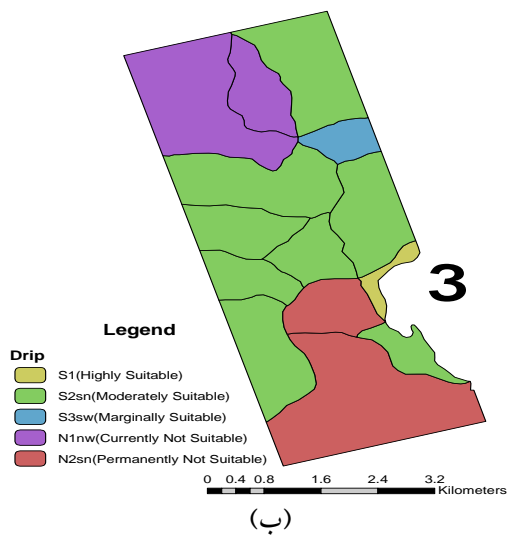 3
Legend
Drip
S1(Highly Suitable)
S2sn(Moderately Suitable)
S3sw(Marginally Suitable)
N1nw(Currently Not Suitable)
N2sn(Permanently Not Suitable)
0 0.4 0.8 1.6 2.4 3.2
Kilometers
(ب)